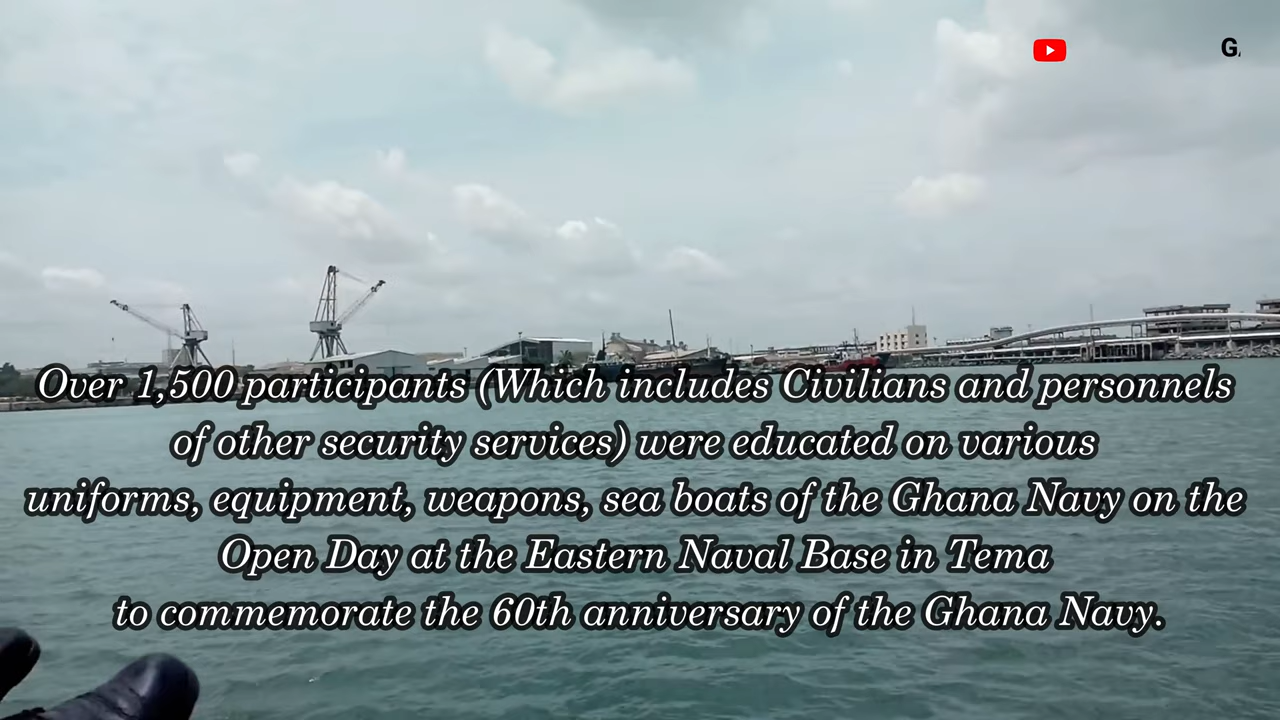 G
Over 1,500 participants (Which includes Civilians and personnels
of other security services) were educated on various
uniforms, equipment, weapons, sea boats of the Ghana Navy on the
Open Day at the Eastern Naval Base in Tema
to commemorate the 60th anniversary of the Ghana Navy.